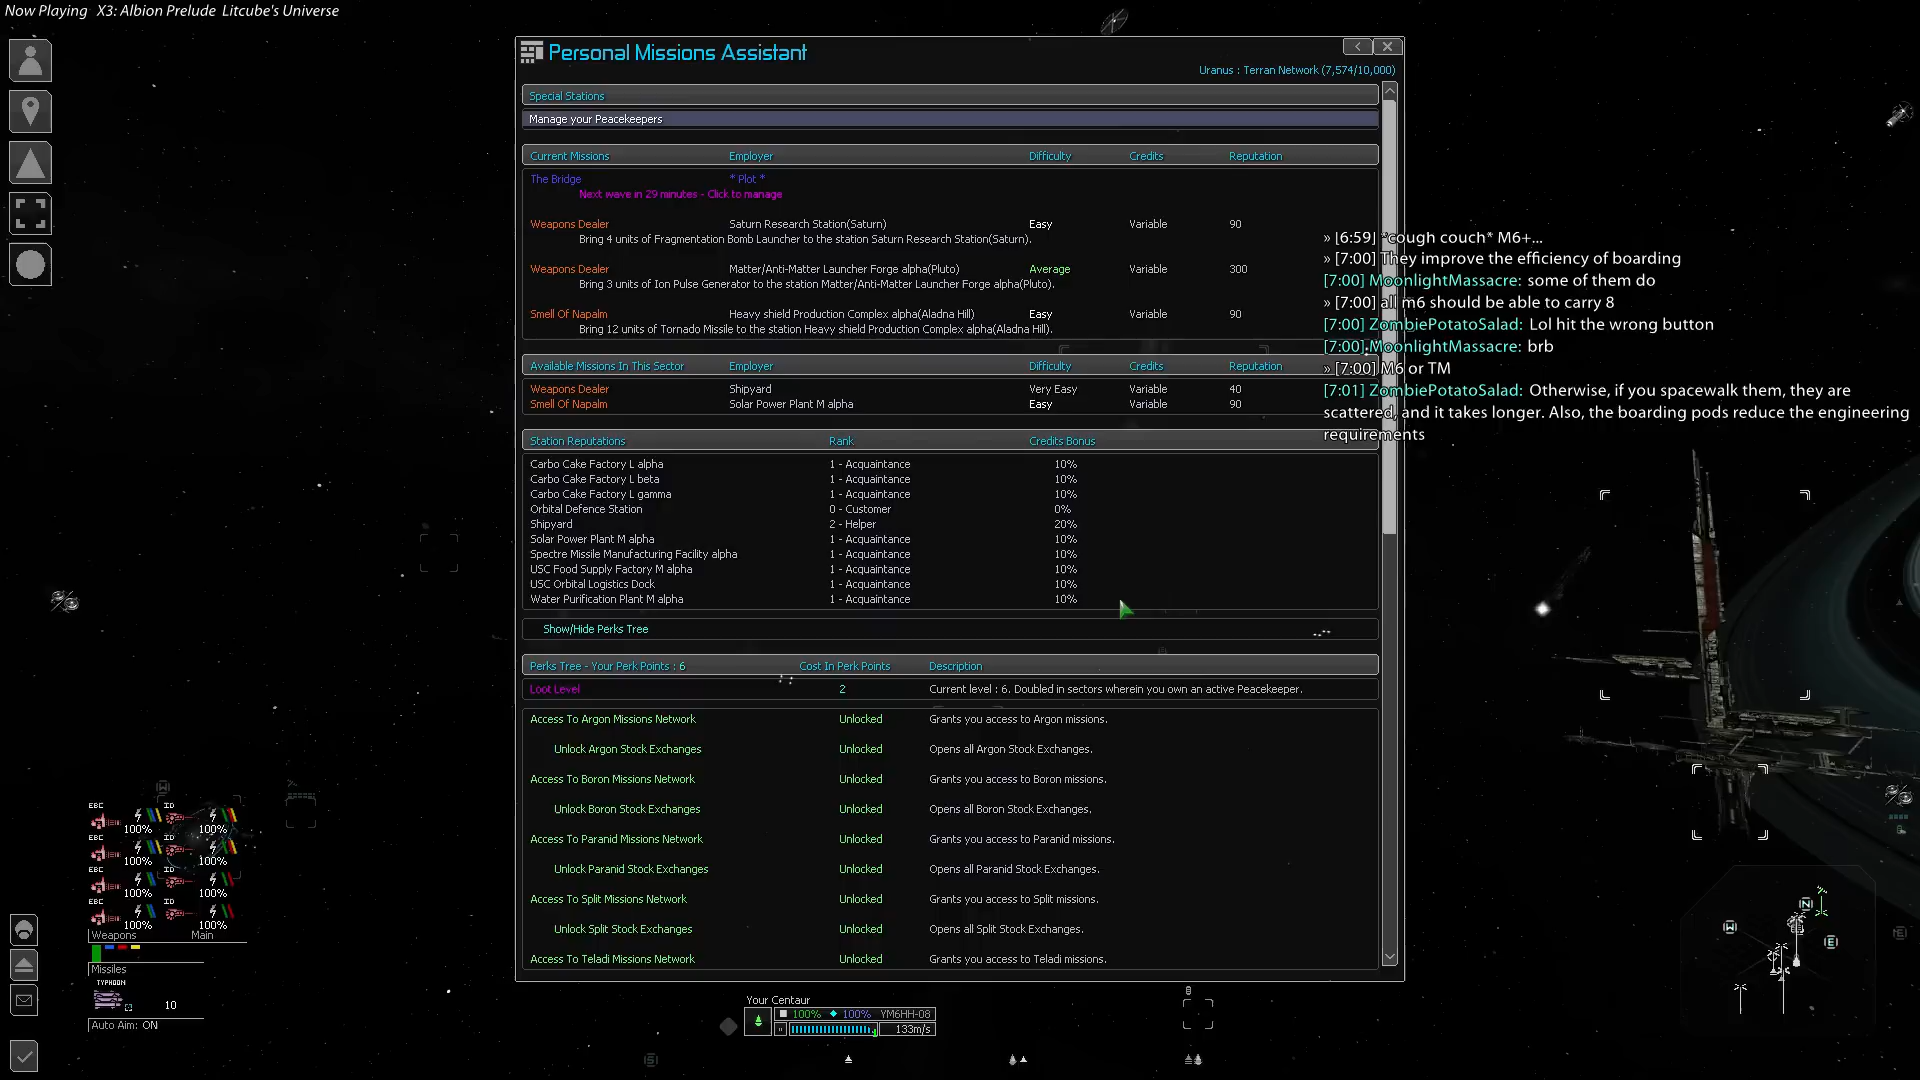 Now Playing   X3: Albion Prelude  Litcube's Universe
Personal Missions Assistant
Uranus : Terran Network (7,574/10,000)
Special Stations
Manage your Peacekeepers
Current Missions Employer Difficulty Credits Reputation
The Bridge * Plot *
Next wave in 29 minutes - Click to manage
Weapons Dealer Saturn Research Station(Saturn) Easy Variable 90
Bring 4 units of Fragmentation Bomb Launcher to the station Saturn Research Station(Saturn).
Weapons Dealer Matter/Anti-Matter Launcher Forge alpha(Pluto) Average Variable 300
Bring 3 units of Ion Pulse Generator to the station Matter/Anti-Matter Launcher Forge alpha(Pluto).
Smell Of Napalm Heavy shield Production Complex alpha(Aladna Hill) Easy Variable 90
Bring 12 units of Tornado Missile to the station Heavy shield Production Complex alpha(Aladna Hill).
Available Missions In This Sector Employer Difficulty Credits Reputation
Weapons Dealer Shipyard Very Easy Variable 40
Smell Of Napalm Solar Power Plant M alpha Easy Variable 90
Station Reputations Rank Credits Bonus
Carbo Cake Factory L alpha 1 - Acquaintance 10%
Carbo Cake Factory L beta 1 - Acquaintance 10%
Carbo Cake Factory L gamma 1 - Acquaintance 10%
Orbital Defence Station 0 - Customer 0%
Shipyard 2 - Helper 20%
Solar Power Plant M alpha 1 - Acquaintance 10%
Spectre Missile Manufacturing Facility alpha 1 - Acquaintance 10%
USC Food Supply Factory M alpha 1 - Acquaintance 10%
USC Orbital Logistics Dock 1 - Acquaintance 10%
Water Purification Plant M alpha 1 - Acquaintance 10%
Show/Hide Perks Tree
Perks Tree - Your Perk Points : 6 Cost In Perk Points Description
Loot Level 2 Current level : 6. Doubled in sectors wherein you own an active Peacekeeper.
Access To Argon Missions Network Unlocked Grants you access to Argon missions.
Unlock Argon Stock Exchanges Unlocked Opens all Argon Stock Exchanges.
Access To Boron Missions Network Unlocked Grants you access to Boron missions.
Unlock Boron Stock Exchanges Unlocked Opens all Boron Stock Exchanges.
Access To Paranid Missions Network Unlocked Grants you access to Paranid missions.
Unlock Paranid Stock Exchanges Unlocked Opens all Paranid Stock Exchanges.
Access To Split Missions Network Unlocked Grants you access to Split missions.
Unlock Split Stock Exchanges Unlocked Opens all Split Stock Exchanges.
Access To Teladi Missions Network Unlocked Grants you access to Teladi missions.
» [6:59] *cough couch* M6+...
» [7:00] They improve the efficiency of boarding
[7:00] MoonlightMassacre: some of them do
» [7:00] all m6 should be able to carry 8
[7:00] ZombiePotatoSalad: Lol hit the wrong button
[7:00] MoonlightMassacre: brb
» [7:00] M6 or TM
[7:01] ZombiePotatoSalad: Otherwise, if you spacewalk them, they are
scattered, and it takes longer. Also, the boarding pods reduce the engineering
requirements
EBC ID
100% 100%
EBC
100% 100%
EBC
100% 100%
EBC
100% 100%
Weapons Main
Missiles
TYPHOON
10
Auto Aim: ON
Your Centaur
100% 100% YM6HH-08
133m/s
N
W
E